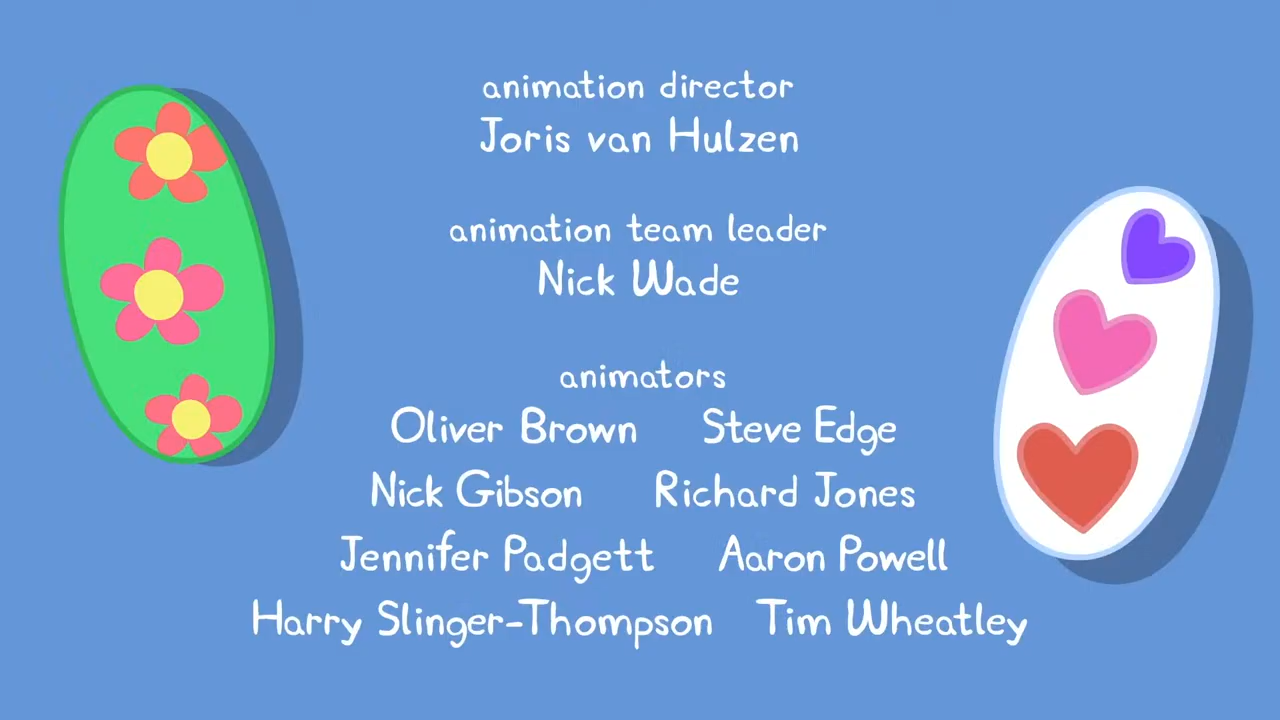 animation director
Joris van Hulzen
animation team leader
Nick Wade
animators
Oliver Brown Steve Edge
Nick Gibson Richard Jones
Jennifer Padgett Aaron Powell
Harry Slinger-Thompson Tim Wheatley